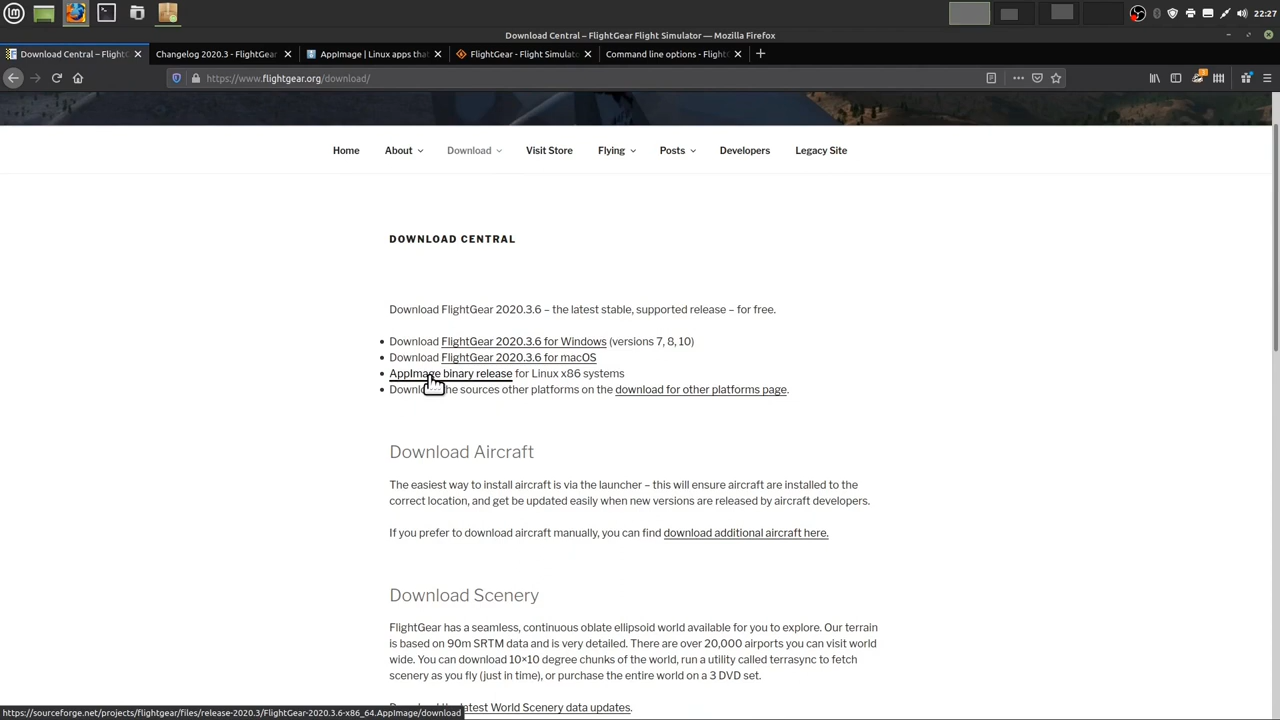 22:27
Download Central – FlightGear Flight Simulator — Mozilla Firefox
Download Central – FlightG
Changelog 2020.3 - FlightGear
AppImage | Linux apps that
FlightGear - Flight Simulato
Command line options - Flight
https://www.flightgear.org/download/
Home
About
Download
Visit Store
Flying
Posts
Developers
Legacy Site
DOWNLOAD CENTRAL
Download FlightGear 2020.3.6 – the latest stable, supported release – for free.
Download FlightGear 2020.3.6 for Windows (versions 7, 8, 10)
Download FlightGear 2020.3.6 for macOS
AppImage binary release for Linux x86 systems
Downl he sources other platforms on the download for other platforms page.
Download Aircraft
The easiest way to install aircraft is via the launcher – this will ensure aircraft are installed to the
correct location, and get be updated easily when new versions are released by aircraft developers.
If you prefer to download aircraft manually, you can find download additional aircraft here.
Download Scenery
FlightGear has a seamless, continuous oblate ellipsoid world available for you to explore. Our terrain
is based on 90m SRTM data and is very detailed. There are over 20,000 airports you can visit world
wide. You can download 10×10 degree chunks of the world, run a utility called terrasync to fetch
scenery as you fly (just in time), or purchase the entire world on a 3 DVD set.
latest World Scenery data updates.
https://sourceforge.net/projects/flightgear/files/release-2020.3/FlightGear-2020.3.6-x86_64.AppImage/download